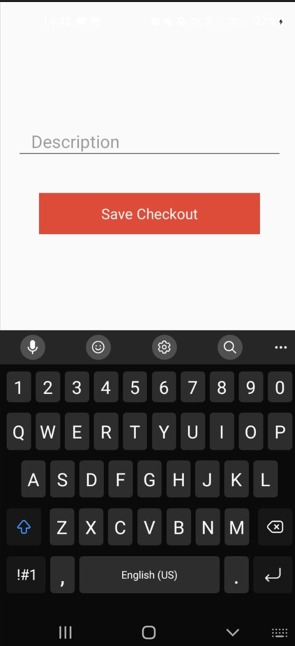 Description
Save Checkout
1 2 3 4 5 6 7 8 9 0
Q W E R T Y U I O P
A S D F G H J K L
Z X C V B N M
!#1 , English (US) .